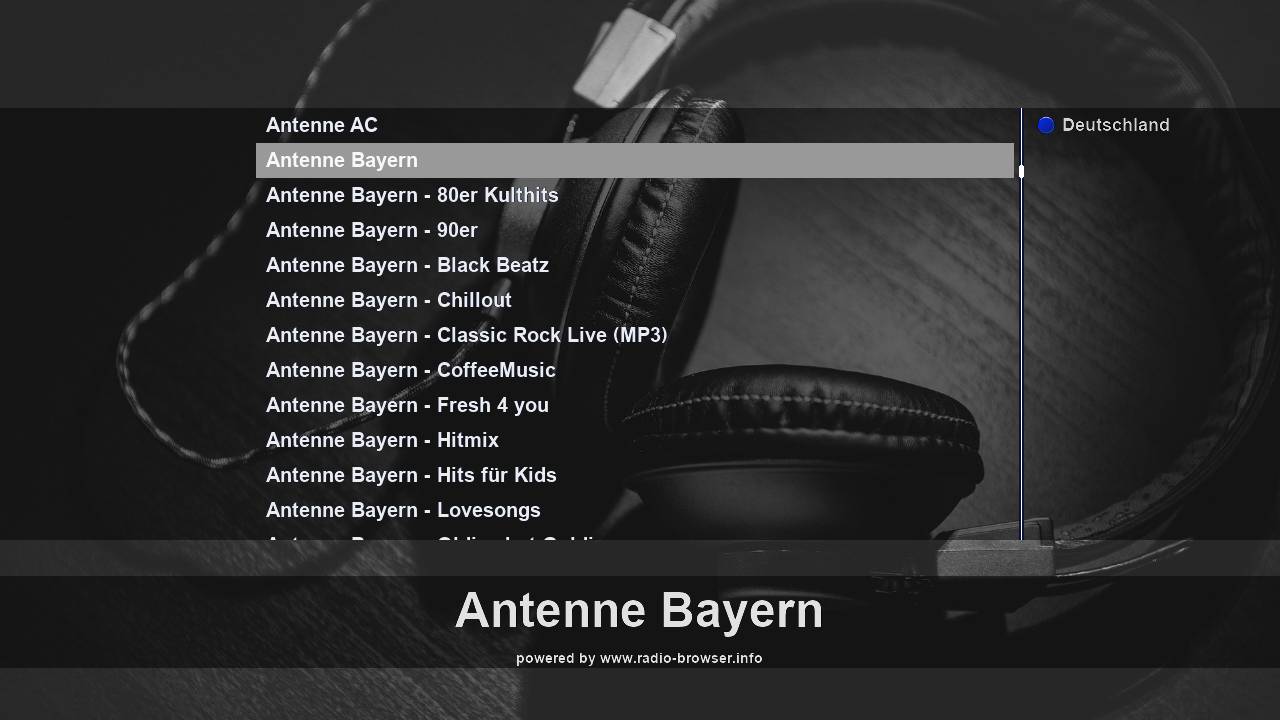 Antenne AC
Deutschland
Antenne Bayern
Antenne Bayern - 80er Kulthits
Antenne Bayern - 90er
Antenne Bayern - Black Beatz
Antenne Bayern - Chillout
Antenne Bayern - Classic Rock Live (MP3)
Antenne Bayern - CoffeeMusic
Antenne Bayern - Fresh 4 you
Antenne Bayern - Hitmix
Antenne Bayern - Hits für Kids
Antenne Bayern - Lovesongs
Antenne Bayern
powered by www.radio-browser.info